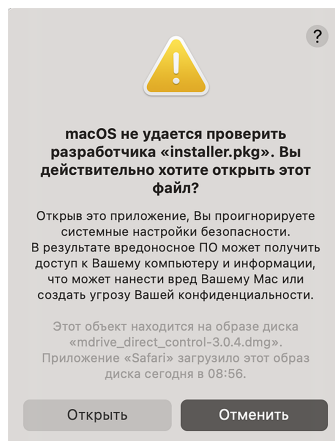 ?
macOS не удается проверить
разработчика «installer.pkg». Вы
действительно хотите открыть этот
файл?
Открыв это приложение, Вы проигнорируете
системные настройки безопасности.
В результате вредоносное ПО может получить
доступ к Вашему компьютеру и информации,
что может нанести вред Вашему Mac или
создать угрозу Вашей конфиденциальности.
Этот объект находится на образе диска
«mdrive_direct_control-3.0.4.dmg».
Приложение «Safari» загрузило этот образ
диска сегодня в 08:56.
Открыть
Отменить